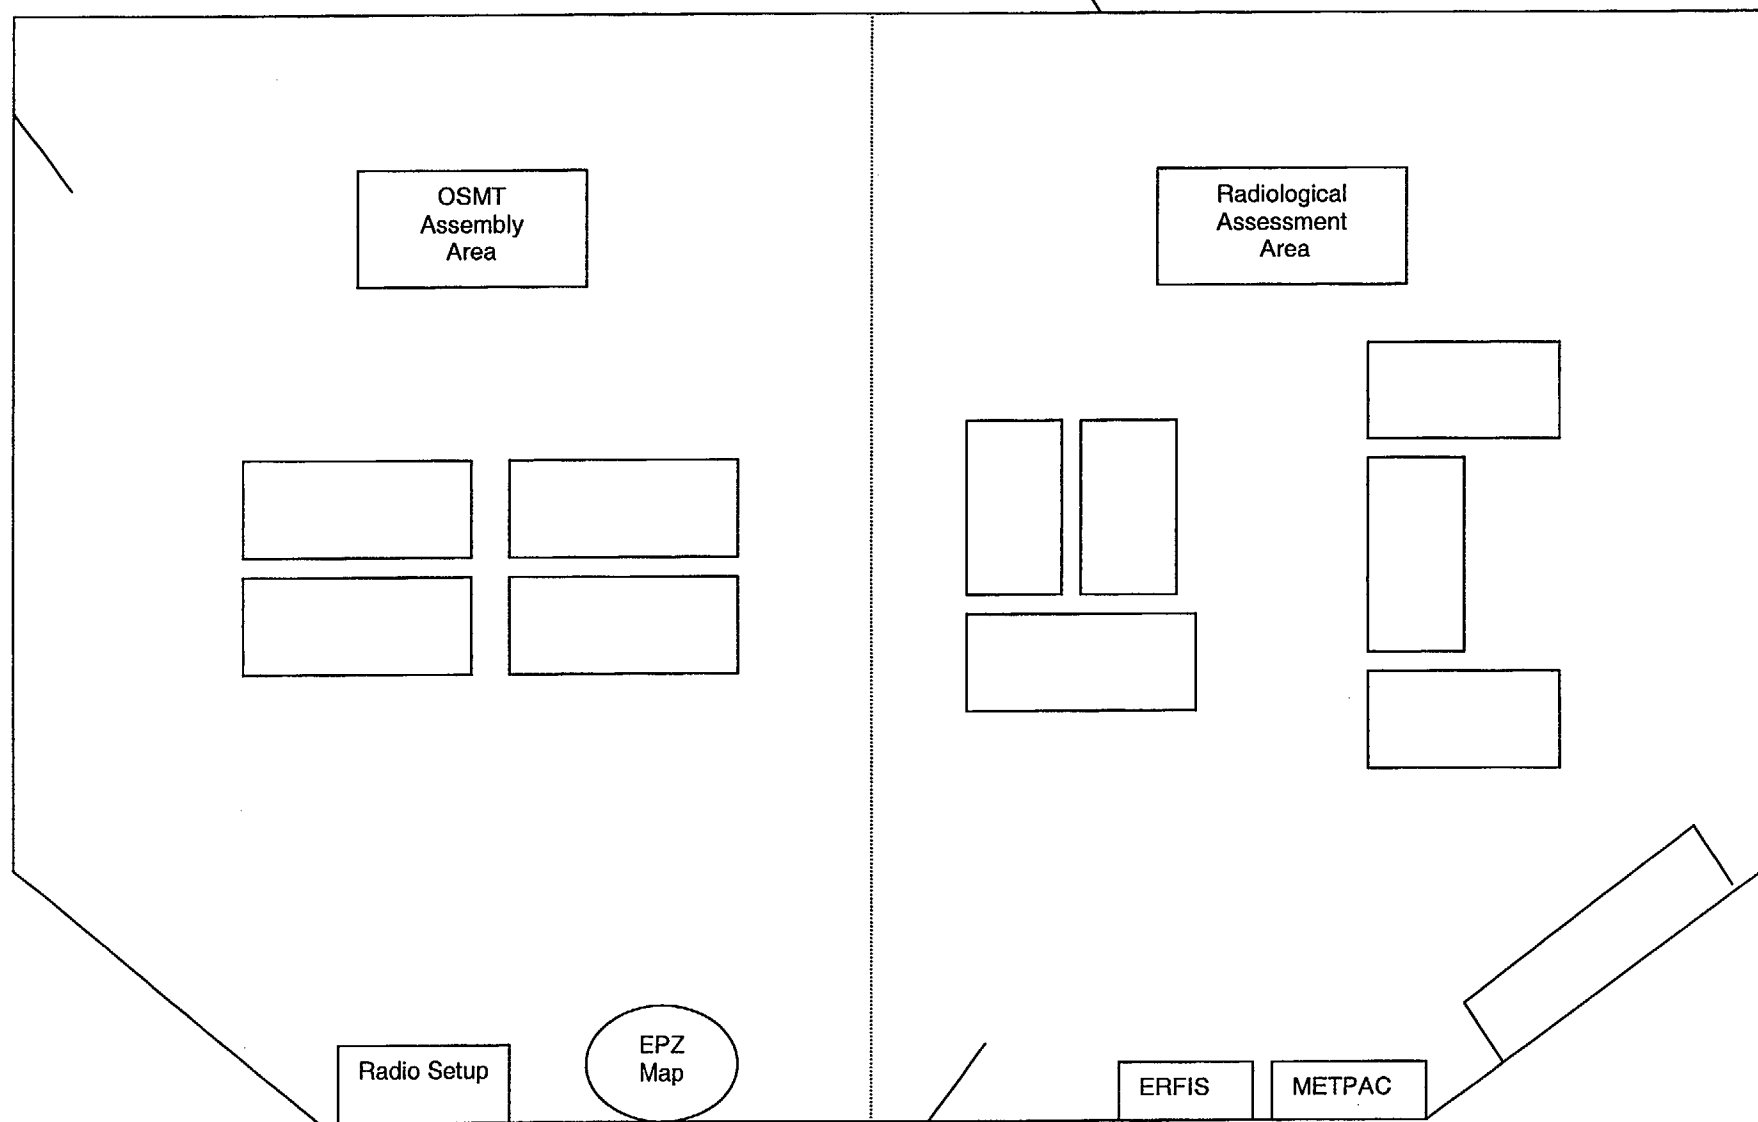 OSMT
Assembly
Area
Radiological
Assessment
Area
Radio Setup
EPZ
Map
ERFIS
METPAC